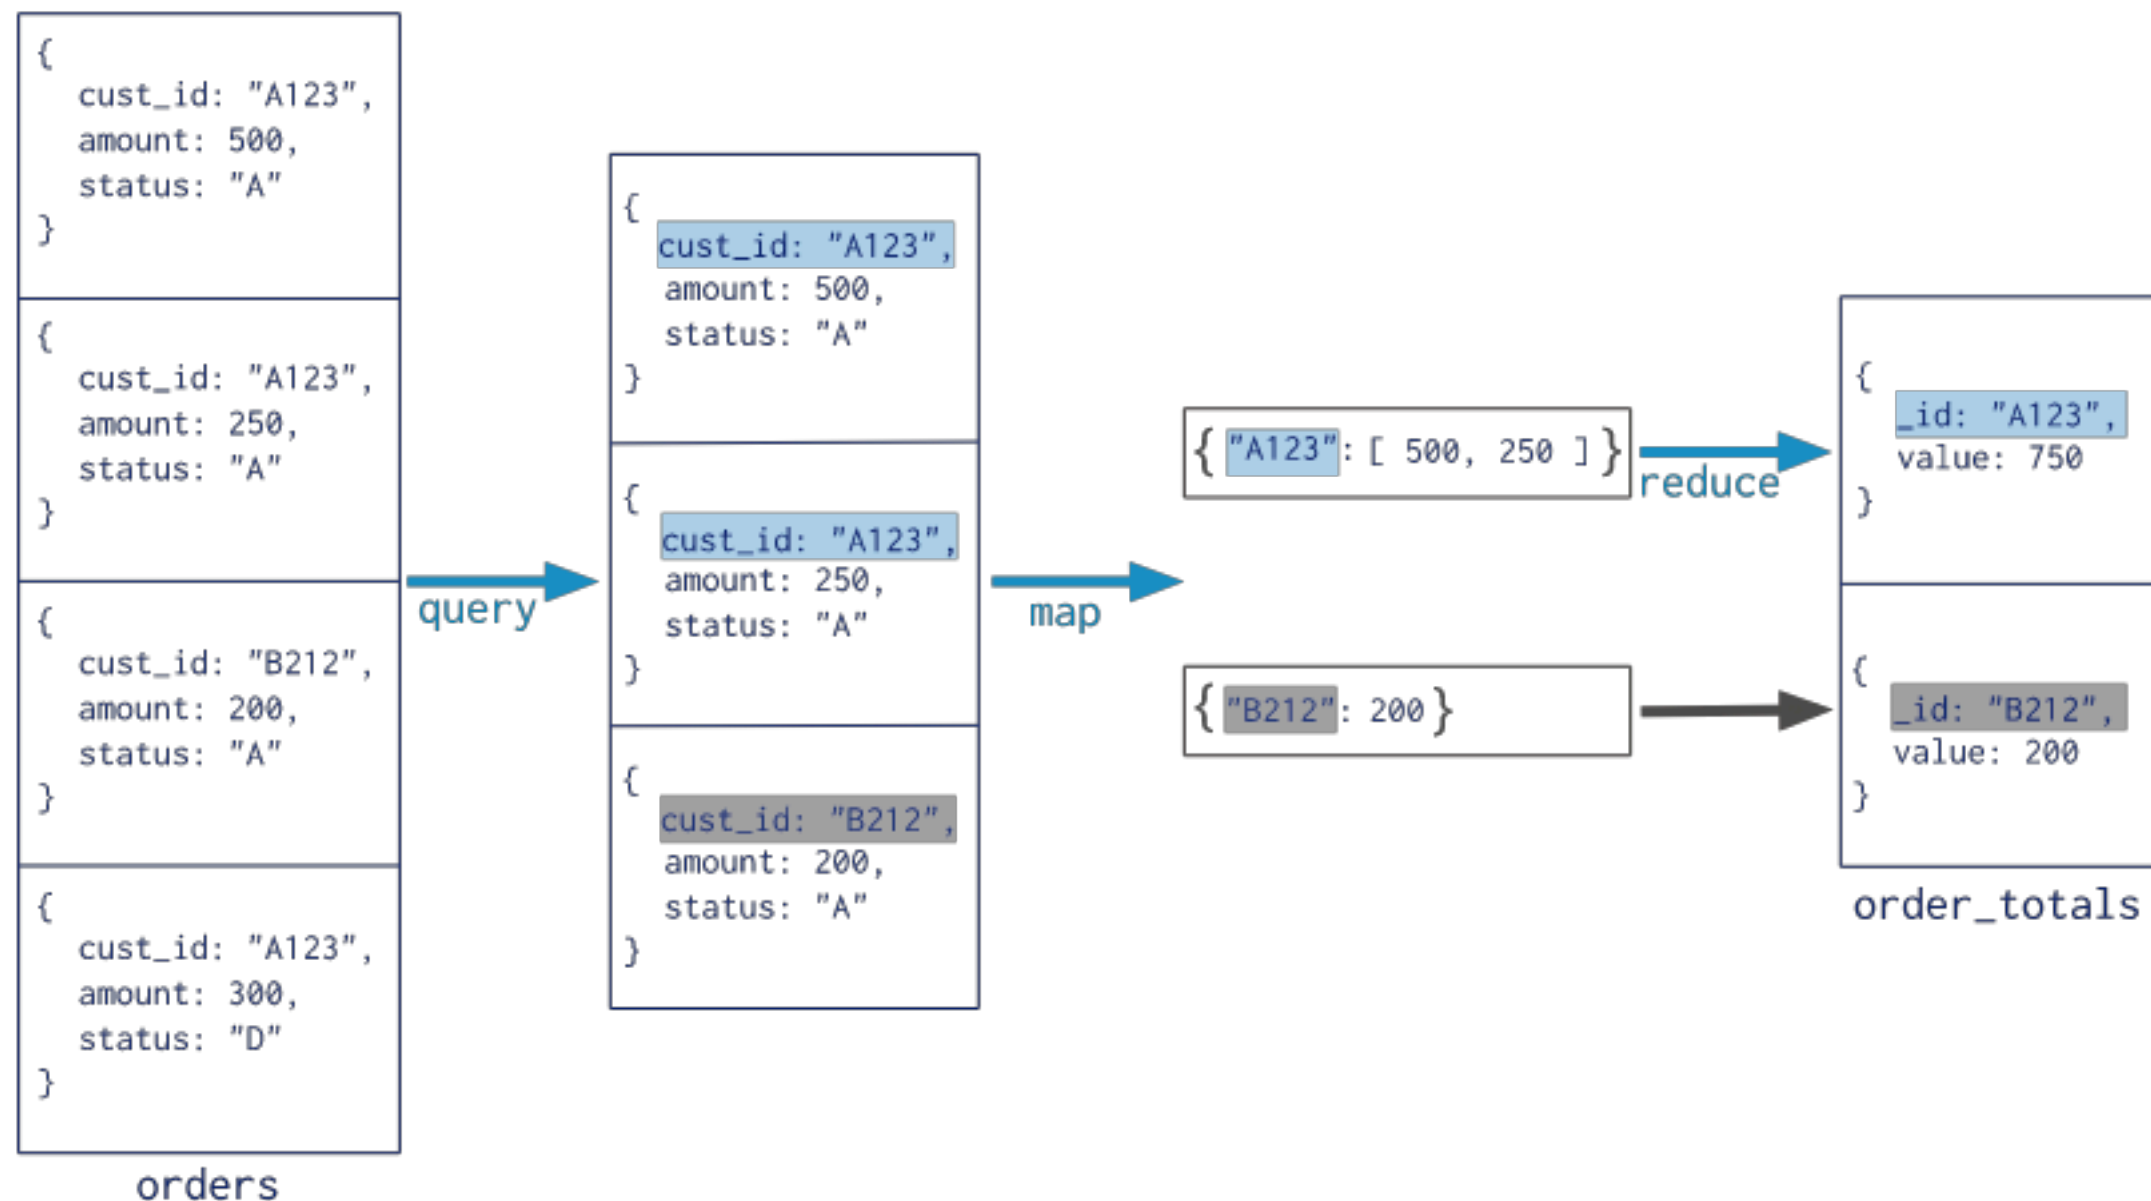 {
cust_id: "A123",
amount: 500,
status: "A"
}
{
cust_id: "A123",
amount: 250,
status: "A"
}
{
cust_id: "B212",
amount: 200,
status: "A"
}
{
cust_id: "A123",
amount: 300,
status: "D"
}
orders
query
{
cust_id: "A123",
amount: 500,
status: "A"
}
{
cust_id: "A123",
amount: 250,
status: "A"
}
{
cust_id: "B212",
amount: 200,
status: "A"
}
map
{ "A123": [ 500, 250 ] }
reduce
{ "B212": 200 }
{
_id: "A123",
value: 750
}
{
_id: "B212",
value: 200
}
order_totals